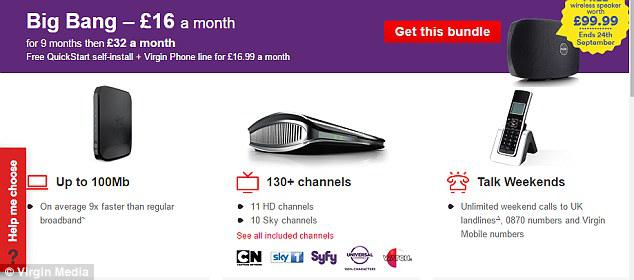 Big Bang – £16 a month
for 9 months then £32 a month
Free QuickStart self-install + Virgin Phone line for £16.99 a month
Get this bundle
wireless speaker
worth
£99.99
Ends 24th
September
Help me choose
?
Up to 100Mb
On average 9x faster than regular
broadband~
130+ channels
11 HD channels
10 Sky channels
See all included channels
CN
sky 1
Syfy
UNIVERSAL
100% CHARACTERS
WATCH
Talk Weekends
Unlimited weekend calls to UK
landlines, 0870 numbers and Virgin
Mobile numbers
© Virgin Media